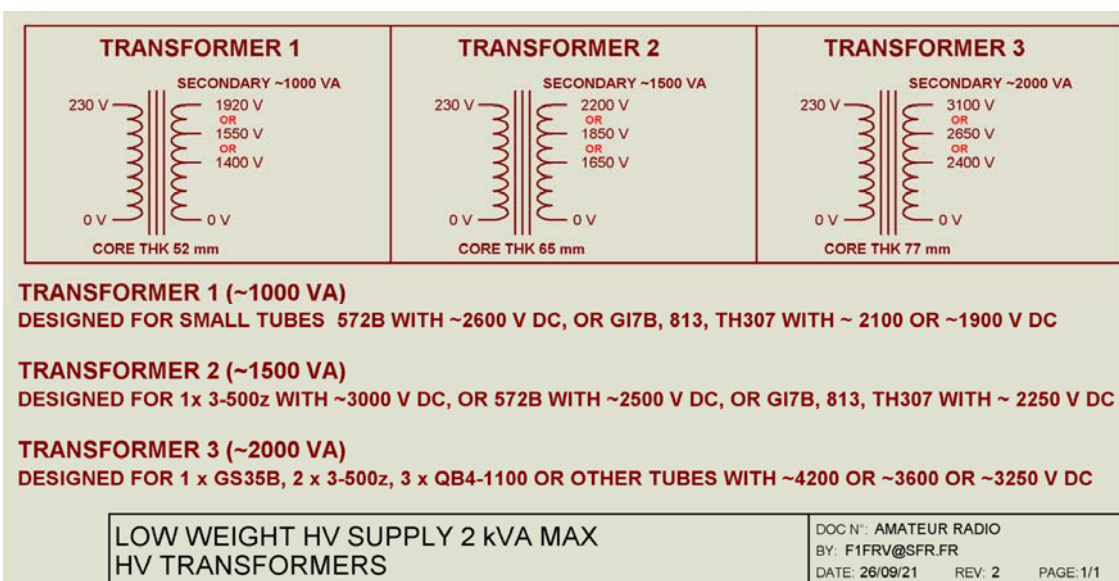 TRANSFORMER 1
SECONDARY ~1000 VA
230 V
1920 V
OR
1550 V
OR
1400 V
0 V
0 V
CORE THK 52 mm
TRANSFORMER 2
SECONDARY ~1500 VA
230 V
2200 V
OR
1850 V
OR
1650 V
0 V
0 V
CORE THK 65 mm
TRANSFORMER 3
SECONDARY ~2000 VA
230 V
3100 V
OR
2650 V
OR
2400 V
0 V
0 V
CORE THK 77 mm
TRANSFORMER 1 (~1000 VA)
DESIGNED FOR SMALL TUBES 572B WITH ~2600 V DC, OR GI7B, 813, TH307 WITH ~ 2100 OR ~1900 V DC
TRANSFORMER 2 (~1500 VA)
DESIGNED FOR 1x 3-500z WITH ~3000 V DC, OR 572B WITH ~2500 V DC, OR GI7B, 813, TH307 WITH ~ 2250 V DC
TRANSFORMER 3 (~2000 VA)
DESIGNED FOR 1 x GS35B, 2 x 3-500z, 3 x QB4-1100 OR OTHER TUBES WITH ~4200 OR ~3600 OR ~3250 V DC
LOW WEIGHT HV SUPPLY 2 kVA MAX
HV TRANSFORMERS
DOC N°: AMATEUR RADIO
BY: F1FRV@SFR.FR
DATE: 26/09/21 REV: 2 PAGE: 1/1